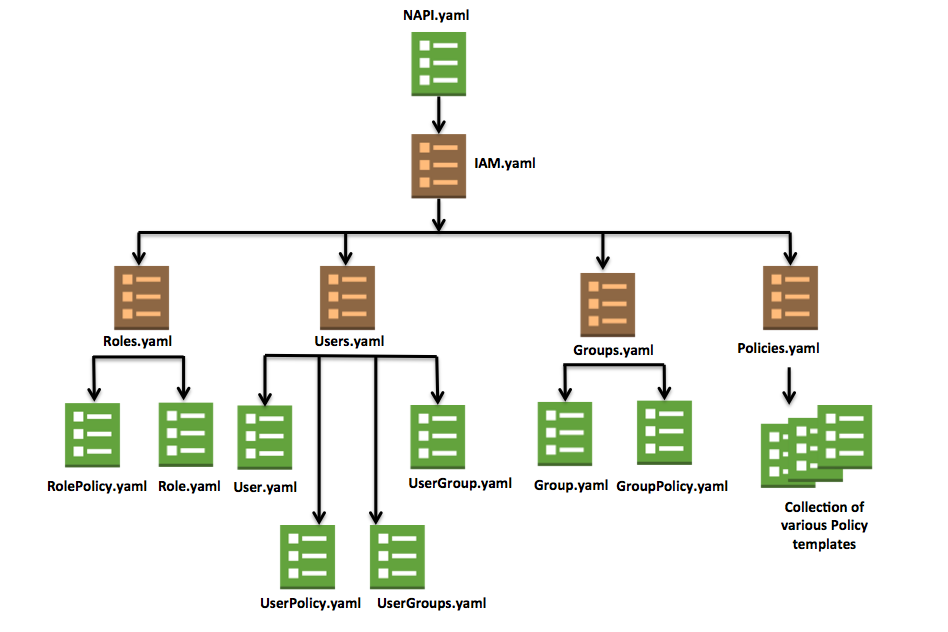 NAPI.yaml
IAM.yaml
Roles.yaml
Users.yaml
Groups.yaml
Policies.yaml
RolePolicy.yaml
Role.yaml
User.yaml
UserGroup.yaml
Group.yaml
GroupPolicy.yaml
Collection of
various Policy
templates
UserPolicy.yaml
UserGroups.yaml